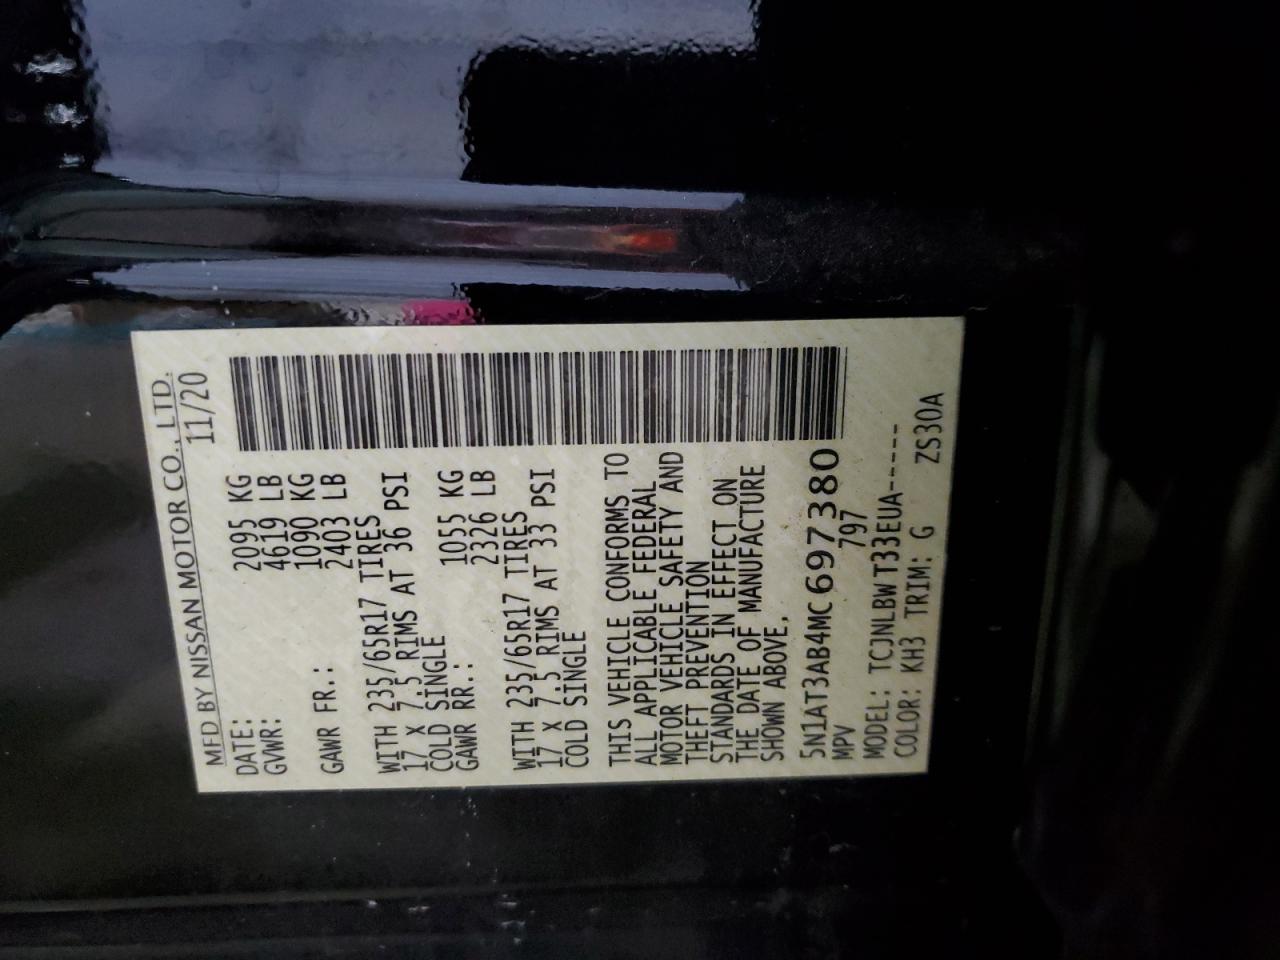 MFD BY NISSAN MOTOR CO., LTD.
DATE: 11/20
GVWR: 2095 KG
4619 LB
GAWR FR.: 1090 KG
2403 LB
WITH 235/65R17 TIRES
17 X 7.5 RIMS AT 36 PSI
COLD SINGLE
GAWR RR.: 1055 KG
2326 LB
WITH 235/65R17 TIRES
17 X 7.5 RIMS AT 33 PSI
COLD SINGLE
THIS VEHICLE CONFORMS TO
ALL APPLICABLE FEDERAL
MOTOR VEHICLE SAFETY AND
THEFT PREVENTION
STANDARDS IN EFFECT ON
THE DATE OF MANUFACTURE
SHOWN ABOVE.
5N1AT3AB4MC697380
MPV 797
MODEL: TCJNLBWT33EUA-----
COLOR: KH3 TRIM: G ZS30A